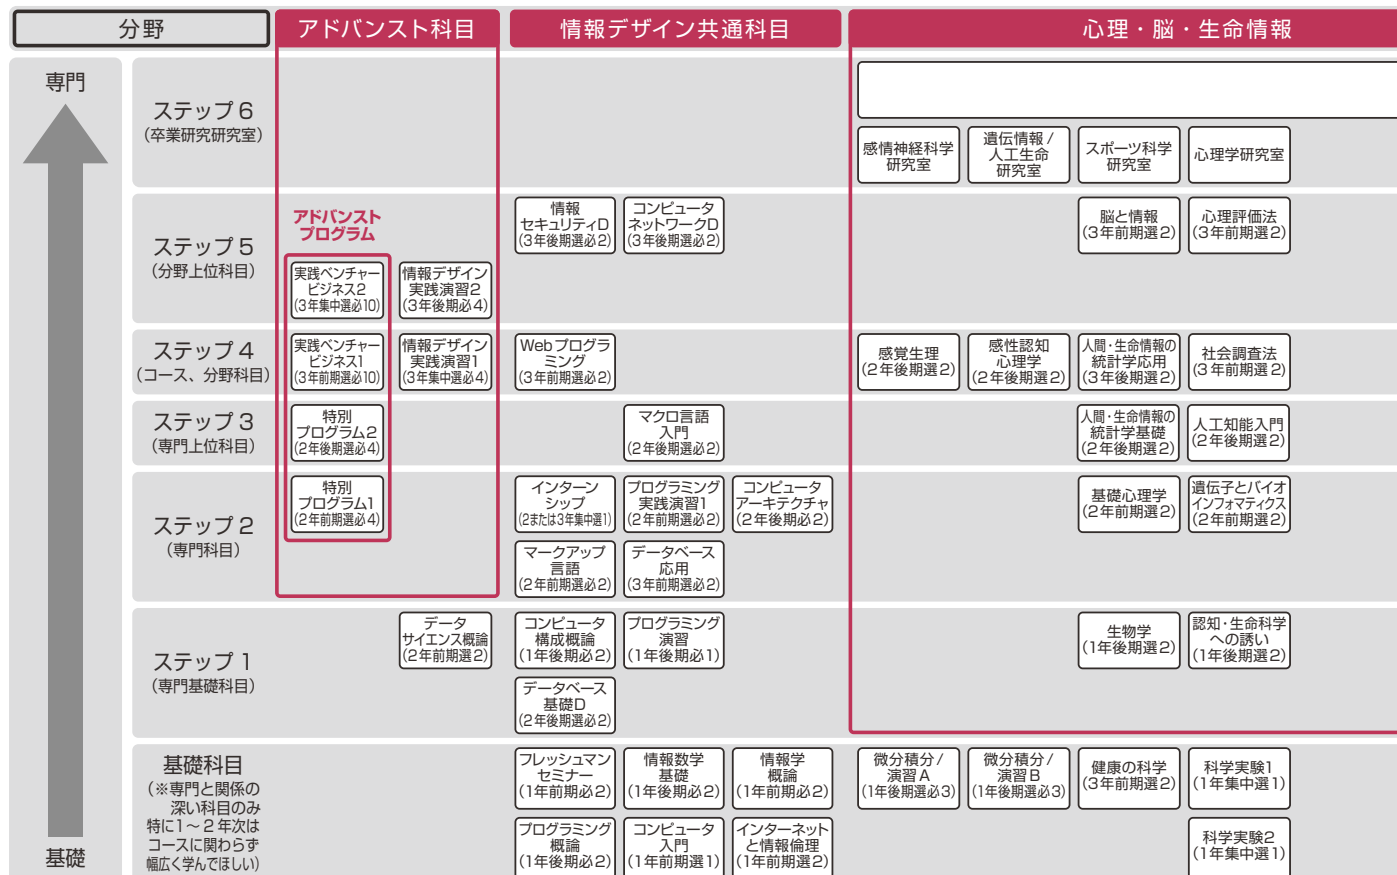 分野
アドバンスト科目
情報デザイン共通科目
心理・脳・生命情報
専門
ステップ6
(卒業研究研究室)
感情神経科学
研究室
遺伝情報/
人工生命
研究室
スポーツ科学
研究室
心理学研究室
ステップ5
(分野上位科目)
アドバンスト
プログラム
実践ベンチャー
ビジネス2
(3年集中選必10)
情報デザイン
実践演習2
(3年後期必4)
情報
セキュリティD
(3年後期選必2)
コンピュータ
ネットワークD
(3年後期必2)
脳と情報
(3年前期選2)
心理評価法
(3年前期選2)
ステップ4
(コース、分野科目)
実践ベンチャー
ビジネス1
(3年前期選必10)
情報デザイン
実践演習1
(3年集中選必4)
Webプログラ
ミング
(3年前期必2)
感覚生理
(2年後期選2)
感性認知
心理学
(2年後期選2)
人間・生命情報の
統計学応用
(3年後期選2)
社会調査法
(3年前期選2)
ステップ3
(専門上位科目)
特別
プログラム2
(2年後期選必4)
マクロ言語
入門
(2年後期選必2)
人間・生命情報の
統計学基礎
(2年後期選2)
人工知能入門
(2年後期選2)
ステップ2
(専門科目)
特別
プログラム1
(2年前期選必4)
インターン
シップ
(2または3年集中選1)
プログラミング
実践演習1
(2年前期選必2)
コンピュータ
アーキテクチャ
(2年後期必2)
マークアップ
言語
(2年前期選必2)
データベース
応用
(3年前期選必2)
基礎心理学
(2年前期選2)
遺伝子とバイオ
インフォマティクス
(2年前期選2)
ステップ1
(専門基礎科目)
データ
サイエンス概論
(2年前期選2)
コンピュータ
構成概論
(1年後期必2)
プログラミング
演習
(1年後期必1)
データベース
基礎D
(2年後期選必2)
生物学
(1年後期選2)
認知・生命科学
への誘い
(1年後期選2)
基礎科目
(※専門と関係の
深い科目のみ
特に1〜2年次は
コースに関わらず
幅広く学んでほしい)
基礎
フレッシュマン
セミナー
(1年前期必2)
情報数学
基礎
(1年後期必2)
情報学
概論
(1年前期必2)
微分積分/
演習A
(1年後期選必3)
微分積分/
演習B
(1年後期選必3)
健康の科学
(3年前期選2)
科学実験1
(1年集中選1)
プログラミング
概論
(1年後期必2)
コンピュータ
入門
(1年前期選1)
インターネット
と情報倫理
(1年前期選2)
科学実験2
(1年集中選1)